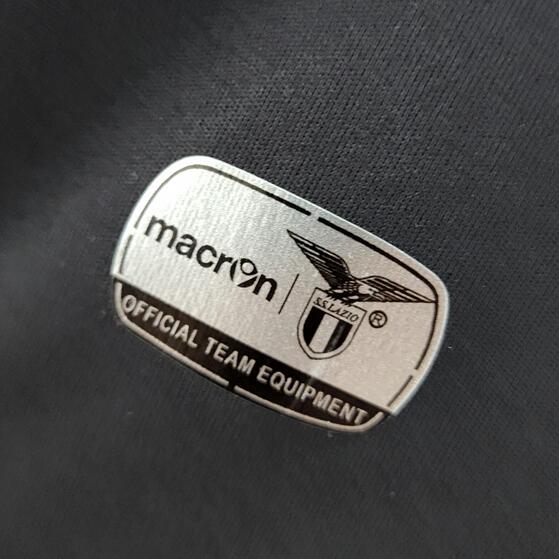 macron
S.S.LAZIO
®
OFFICIAL TEAM EQUIPMENT